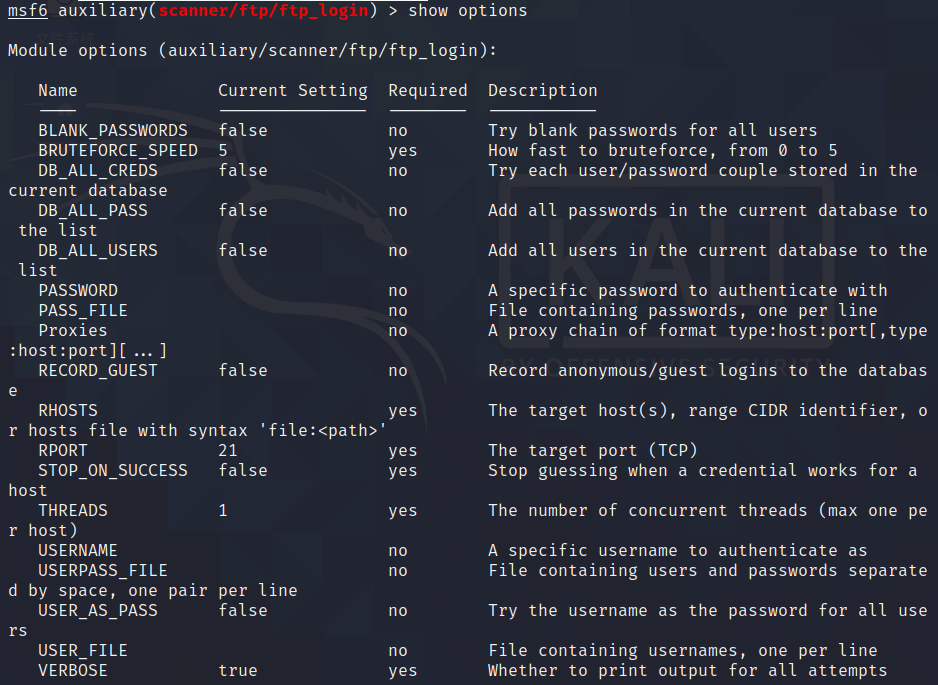 msf6 auxiliary(scanner/ftp/ftp_login) > show options
Module options (auxiliary/scanner/ftp/ftp_login):
Name Current Setting Required Description
BLANK_PASSWORDS false no Try blank passwords for all users
BRUTEFORCE_SPEED 5 yes How fast to bruteforce, from 0 to 5
DB_ALL_CREDS false no Try each user/password couple stored in the
current database
DB_ALL_PASS false no Add all passwords in the current database to
the list
DB_ALL_USERS false no Add all users in the current database to the
list
PASSWORD no A specific password to authenticate with
PASS_FILE no File containing passwords, one per line
Proxies no A proxy chain of format type:host:port[,type
:host:port][...]
RECORD_GUEST false no Record anonymous/guest logins to the databas
e
RHOSTS yes The target host(s), range CIDR identifier, o
r hosts file with syntax 'file:<path>'
RPORT 21 yes The target port (TCP)
STOP_ON_SUCCESS false yes Stop guessing when a credential works for a
host
THREADS 1 yes The number of concurrent threads (max one pe
r host)
USERNAME no A specific username to authenticate as
USERPASS_FILE no File containing users and passwords separate
d by space, one pair per line
USER_AS_PASS false no Try the username as the password for all use
rs
USER_FILE no File containing usernames, one per line
VERBOSE true yes Whether to print output for all attempts
KALI
BY OFFENSIVE SECURITY